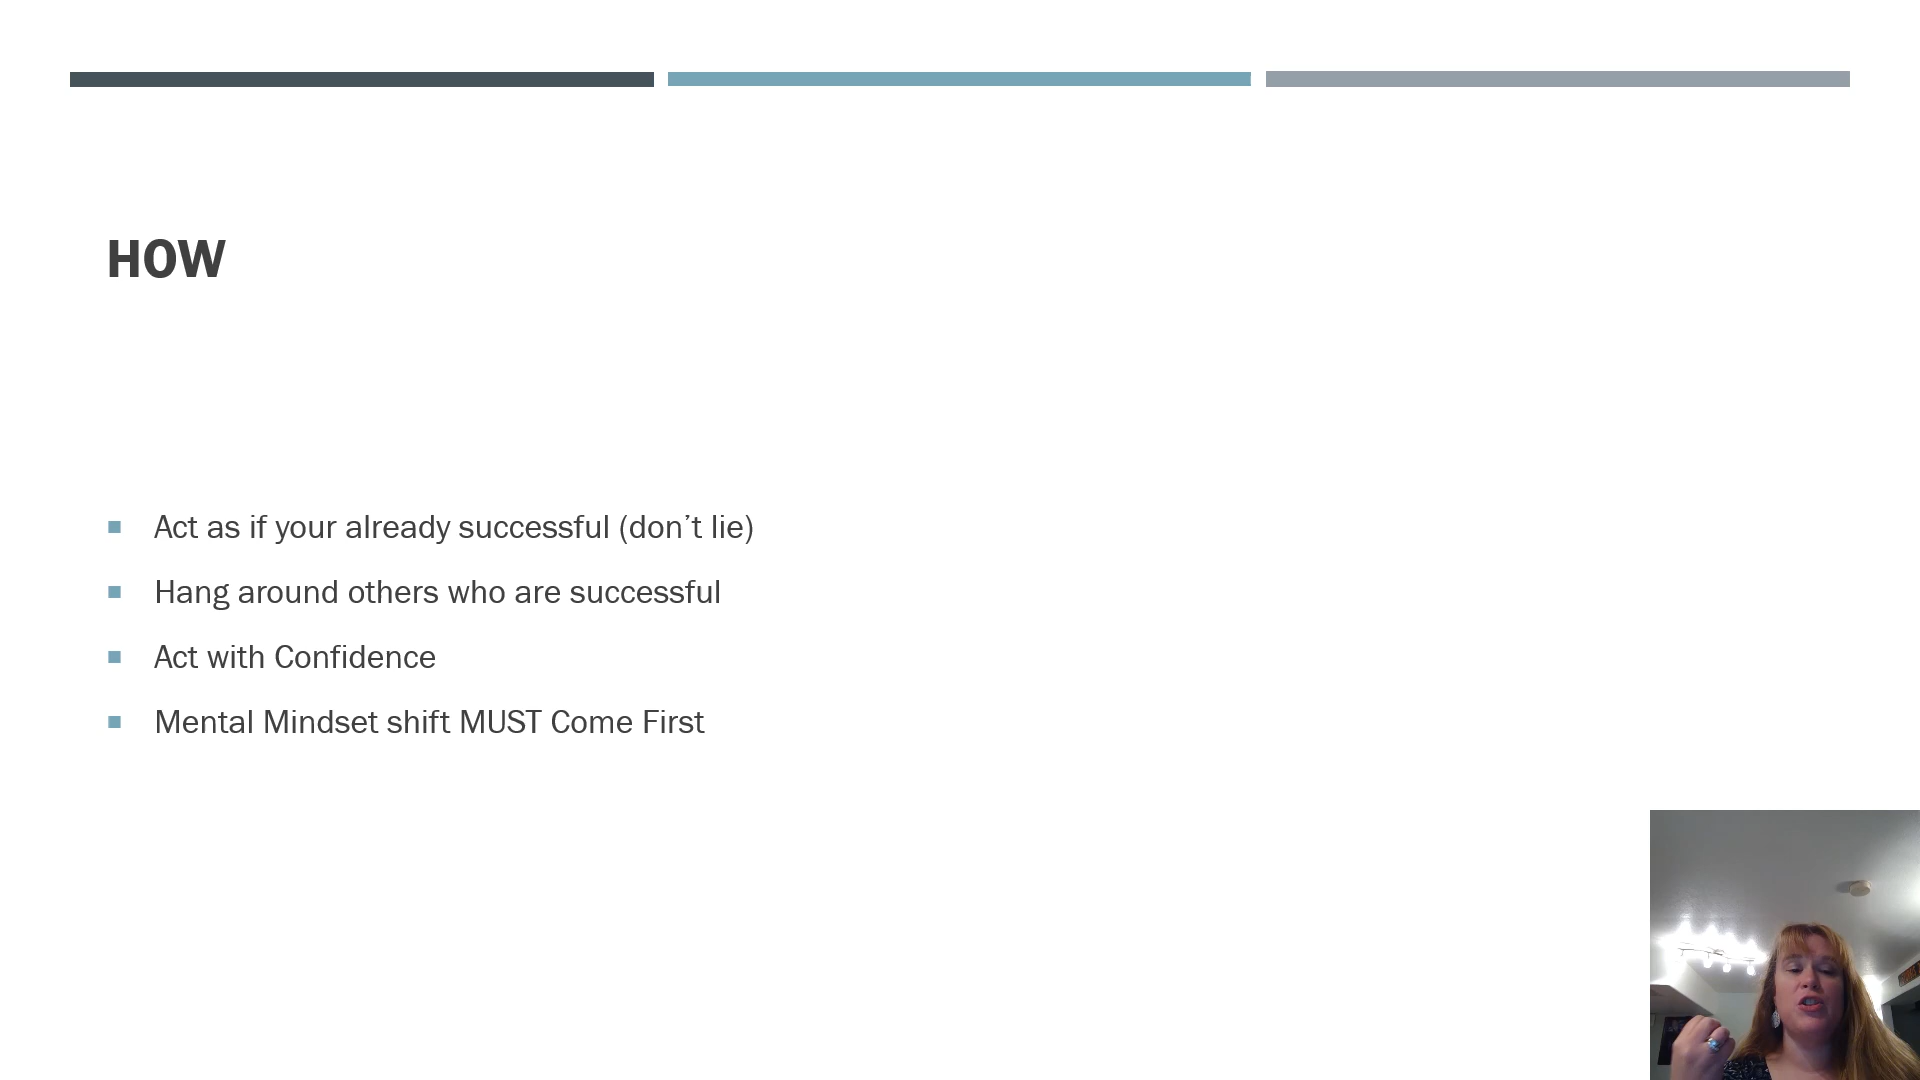 HOW
Act as if your already successful (don’t lie)
Hang around others who are successful
Act with Confidence
Mental Mindset shift MUST Come First